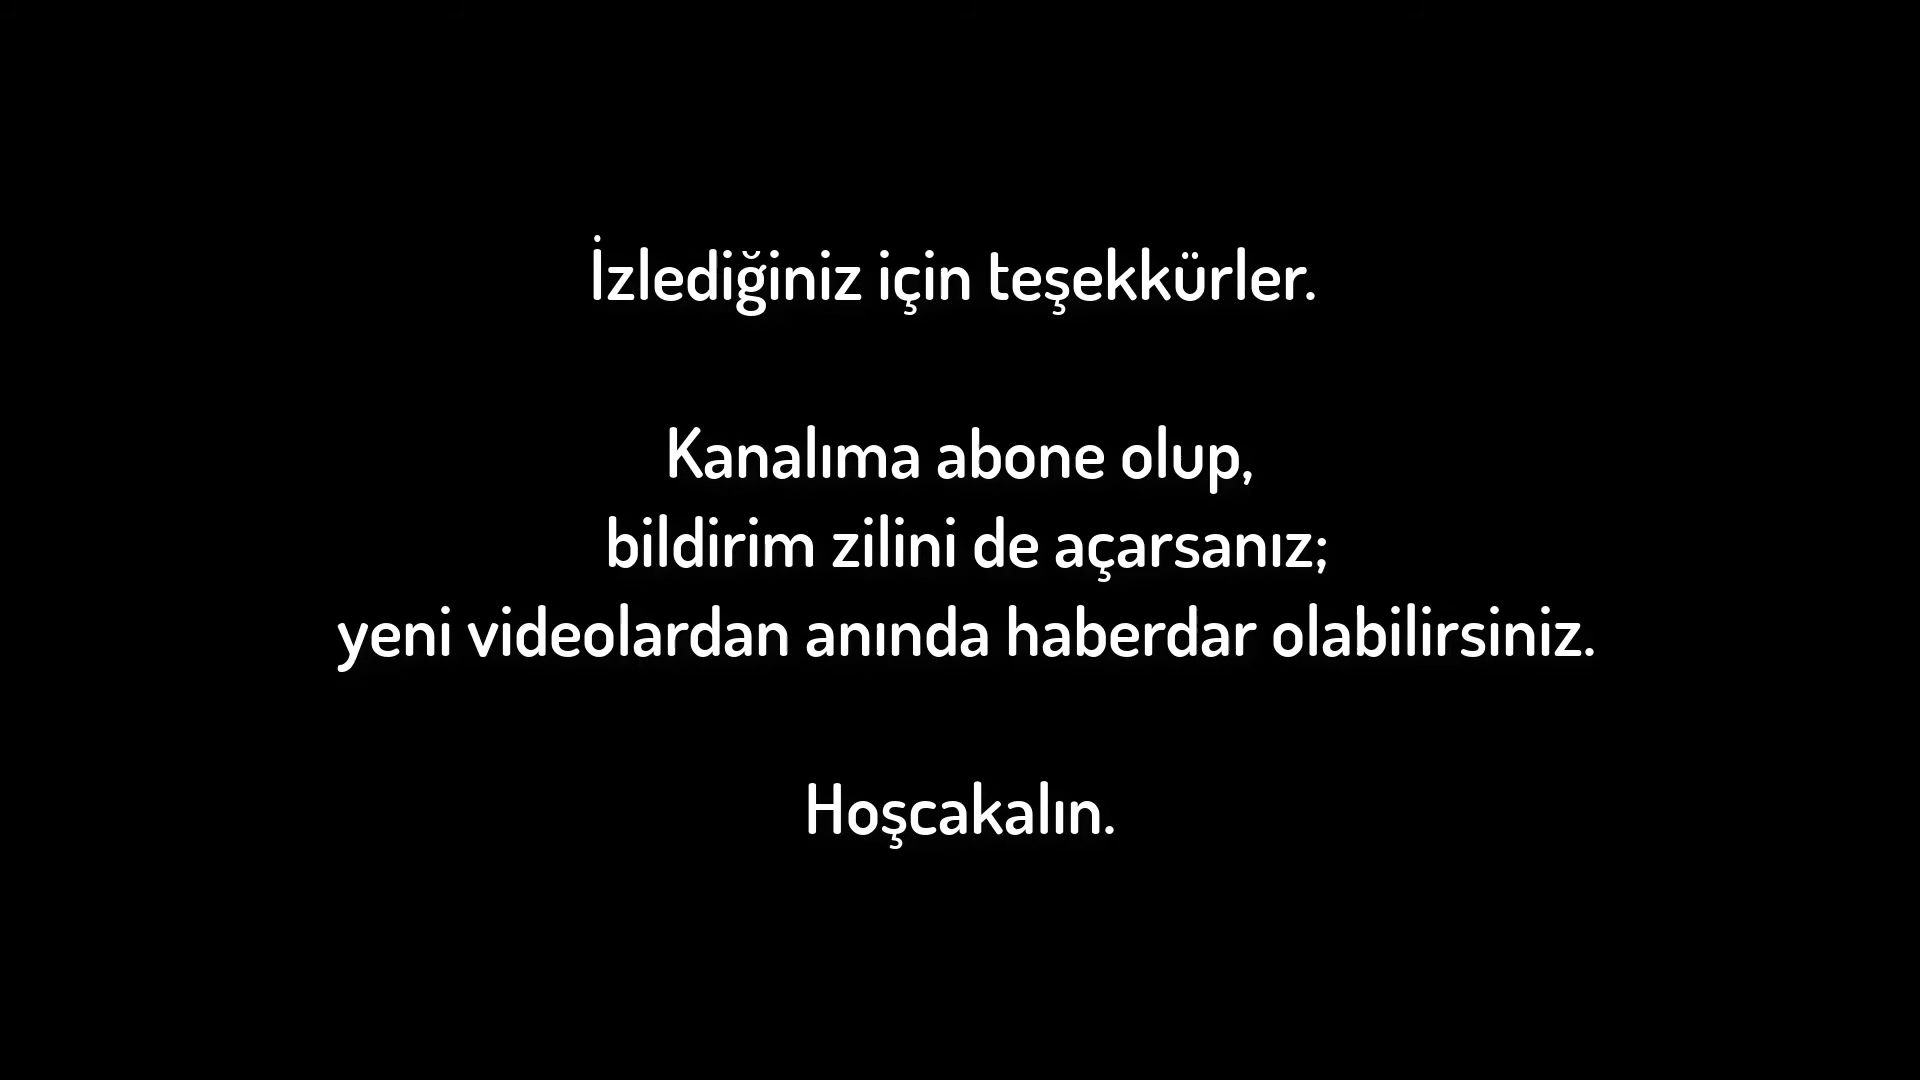 İzlediğiniz için teşekkürler.
Kanalıma abone olup,
bildirim zilini de açarsanız;
yeni videolardan anında haberdar olabilirsiniz.
Hoşcakalın.